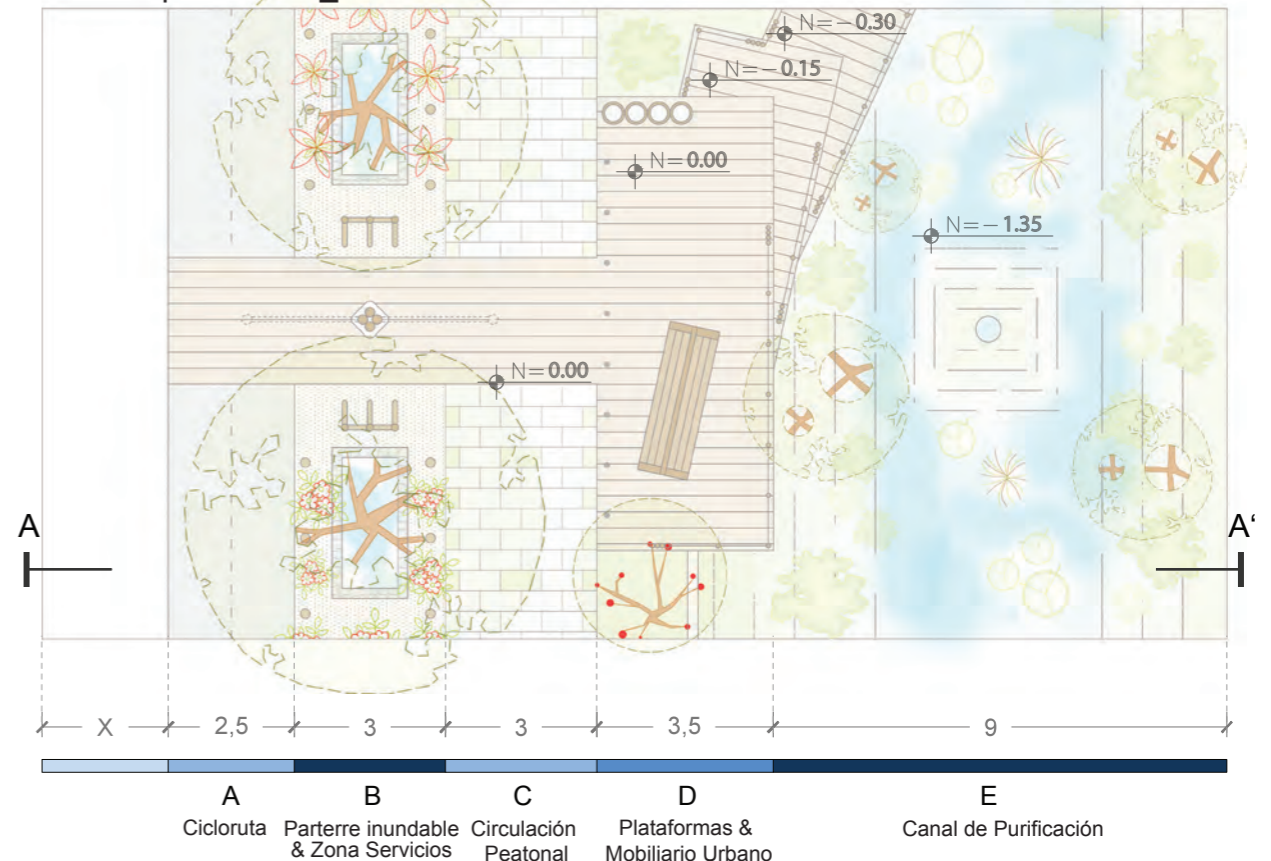 N=−0.30
N=−0.15
N=0.00
N=−1.35
N=0.00
A
A‘
X
2,5
3
3
3,5
9
A
B
C
D
E
Cicloruta
Parterre inundable
& Zona Servicios
Circulación
Peatonal
Plataformas &
Mobiliario Urbano
Canal de Purificación